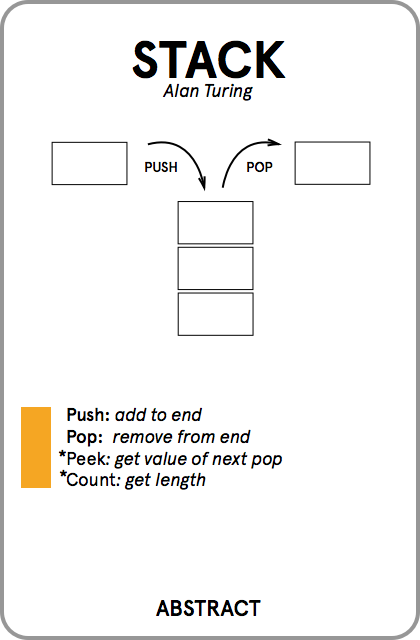 STACK
Alan Turing
PUSH
POP
Push: add to end
Pop: remove from end
*Peek: get value of next pop
*Count: get length
ABSTRACT